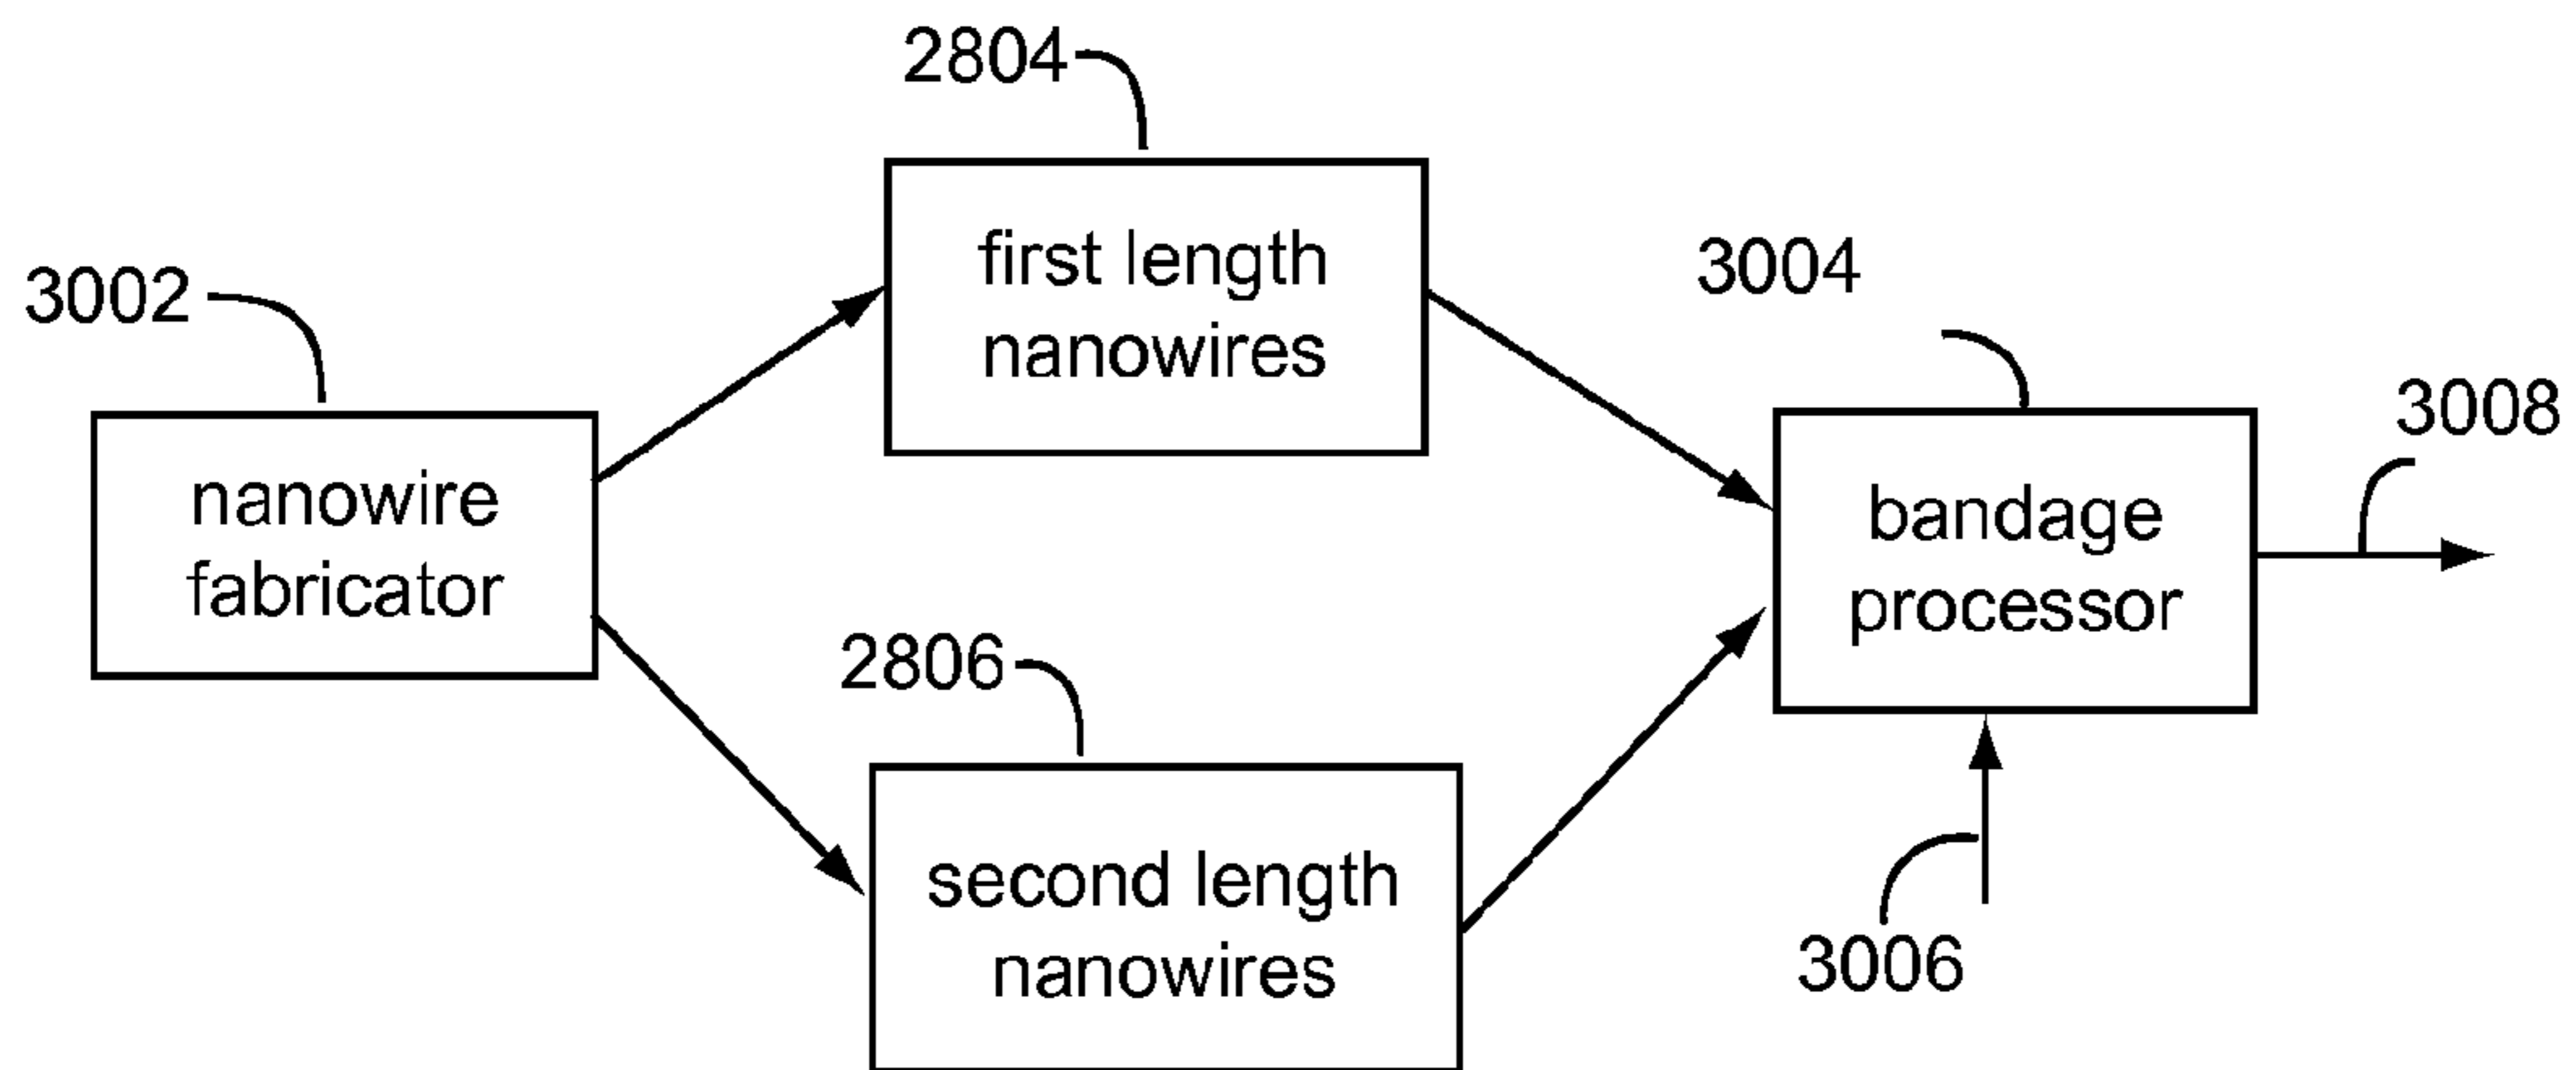 2804
first length
nanowires
3002
nanowire
fabricator
3004
bandage
processor
3008
2806
second length
nanowires
3006